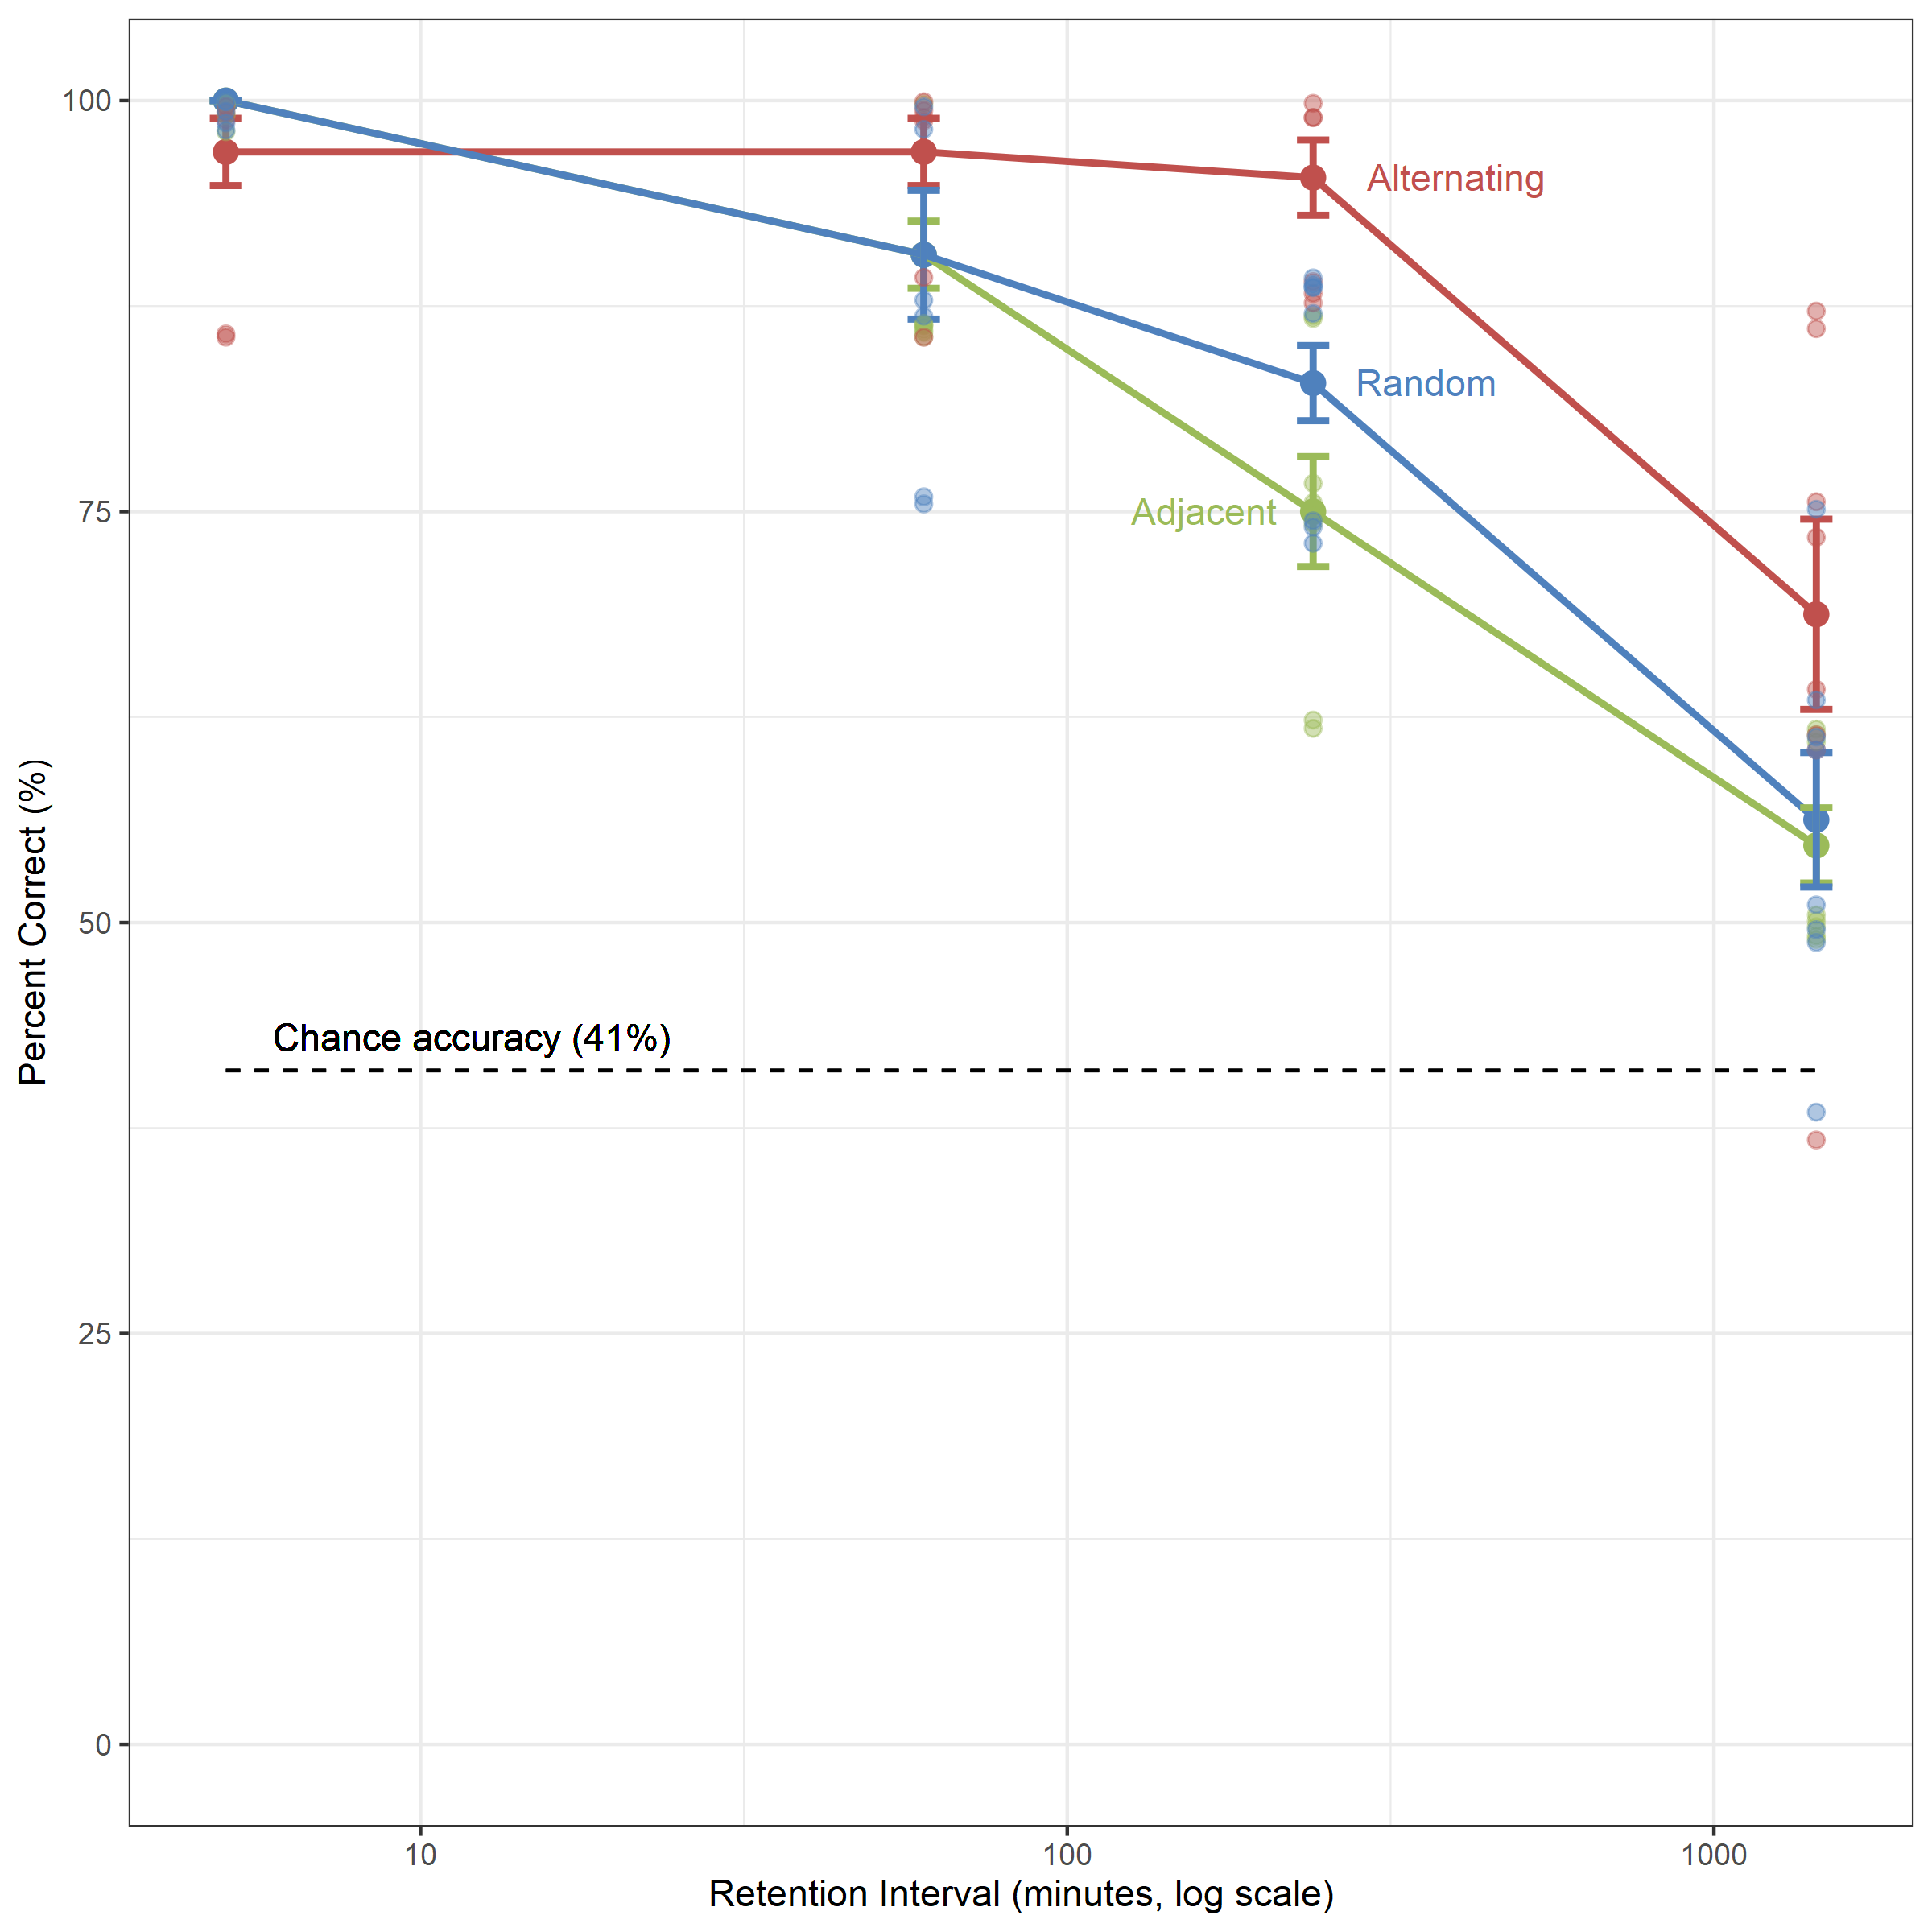 100
75
50
25
0
Percent Correct (%)
Alternating
Random
Adjacent
Chance accuracy (41%)
10
100
1000
Retention Interval (minutes, log scale)